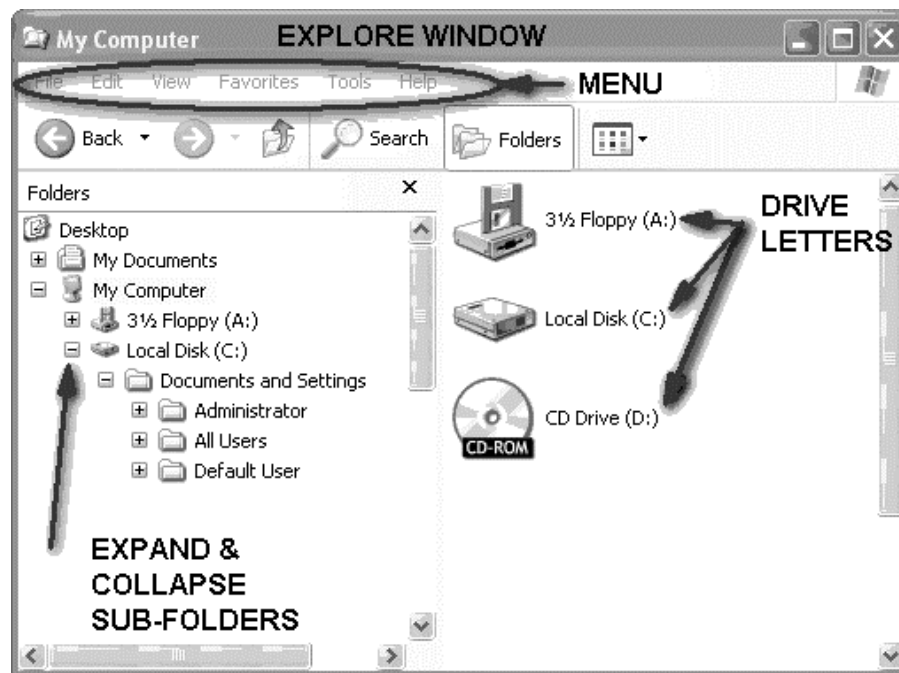 My Computer EXPLORE WINDOW
File Edit View Favorites Tools Help MENU
Back Search Folders
Folders
Desktop
My Documents
My Computer
3½ Floppy (A:)
Local Disk (C:)
Documents and Settings
Administrator
All Users
Default User
EXPAND &
COLLAPSE
SUB-FOLDERS
3½ Floppy (A:)
Local Disk (C:)
CD Drive (D:)
CD-ROM
DRIVE
LETTERS